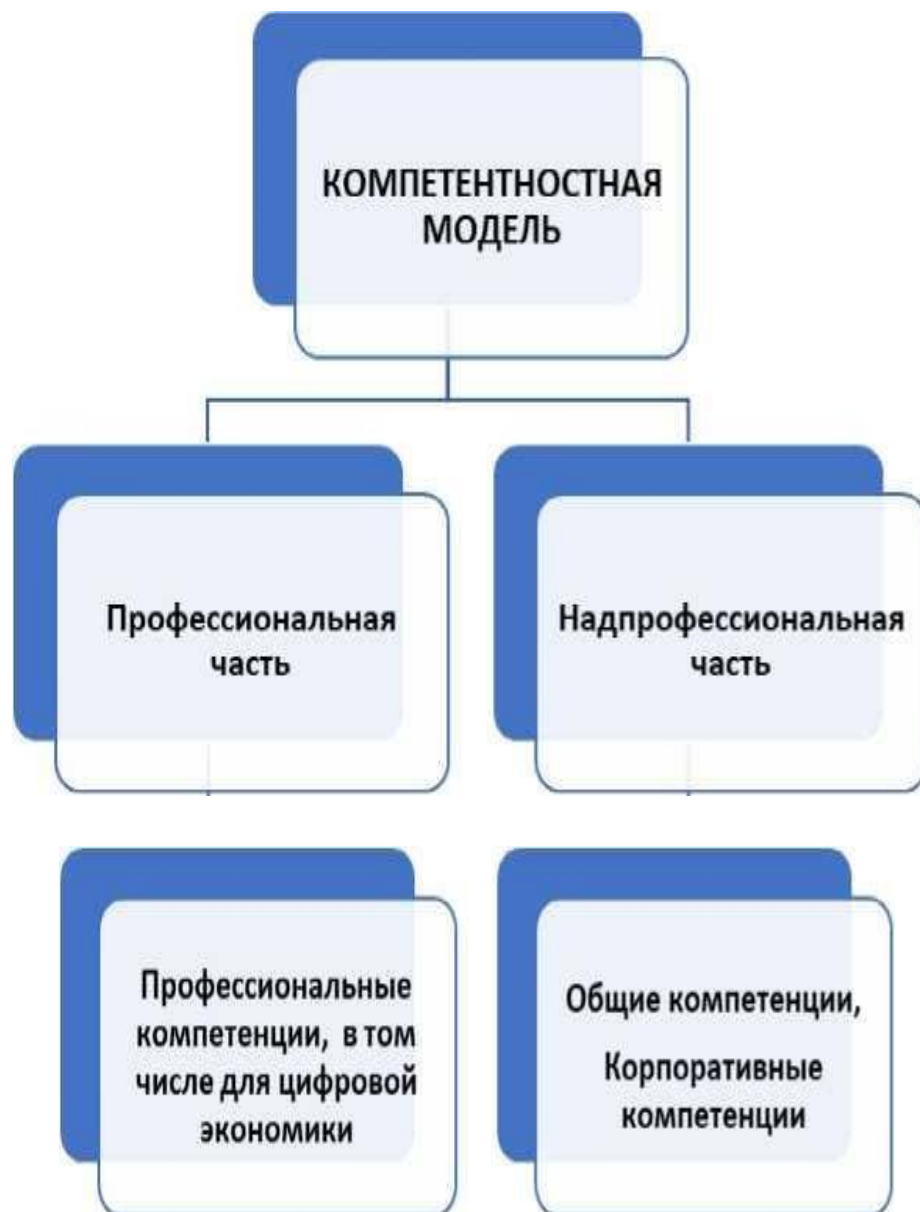 КОМПЕТЕНТНОСТНАЯ
МОДЕЛЬ
Профессиональная
часть
Надпрофессиональная
часть
Профессиональные
компетенции, в том
числе для цифровой
экономики
Общие компетенции,
Корпоративные
компетенции